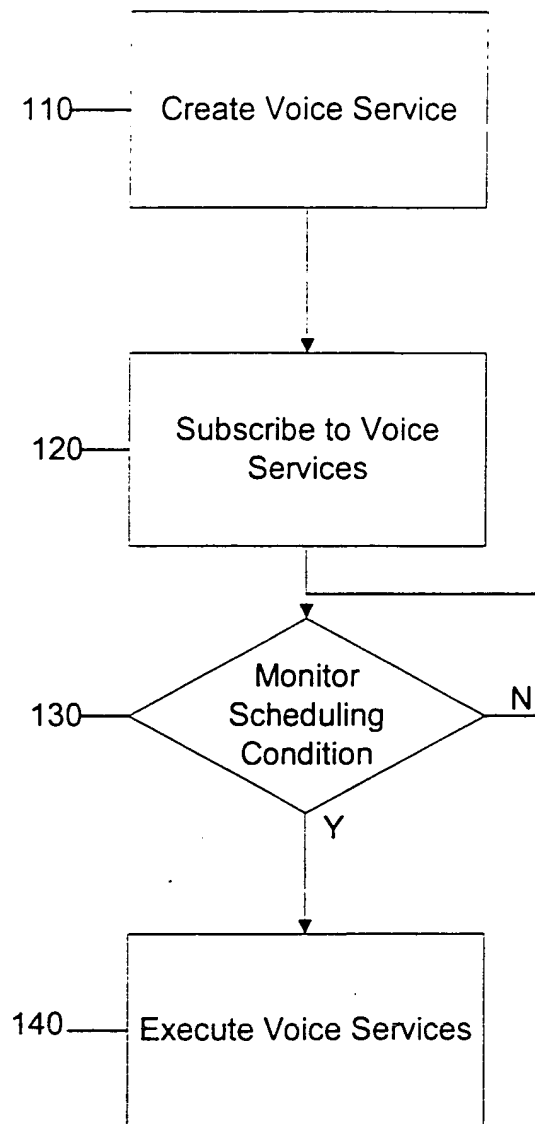 110
Create Voice Service
120
Subscribe to Voice
Services
130
Monitor
Scheduling
Condition
N
Y
140
Execute Voice Services